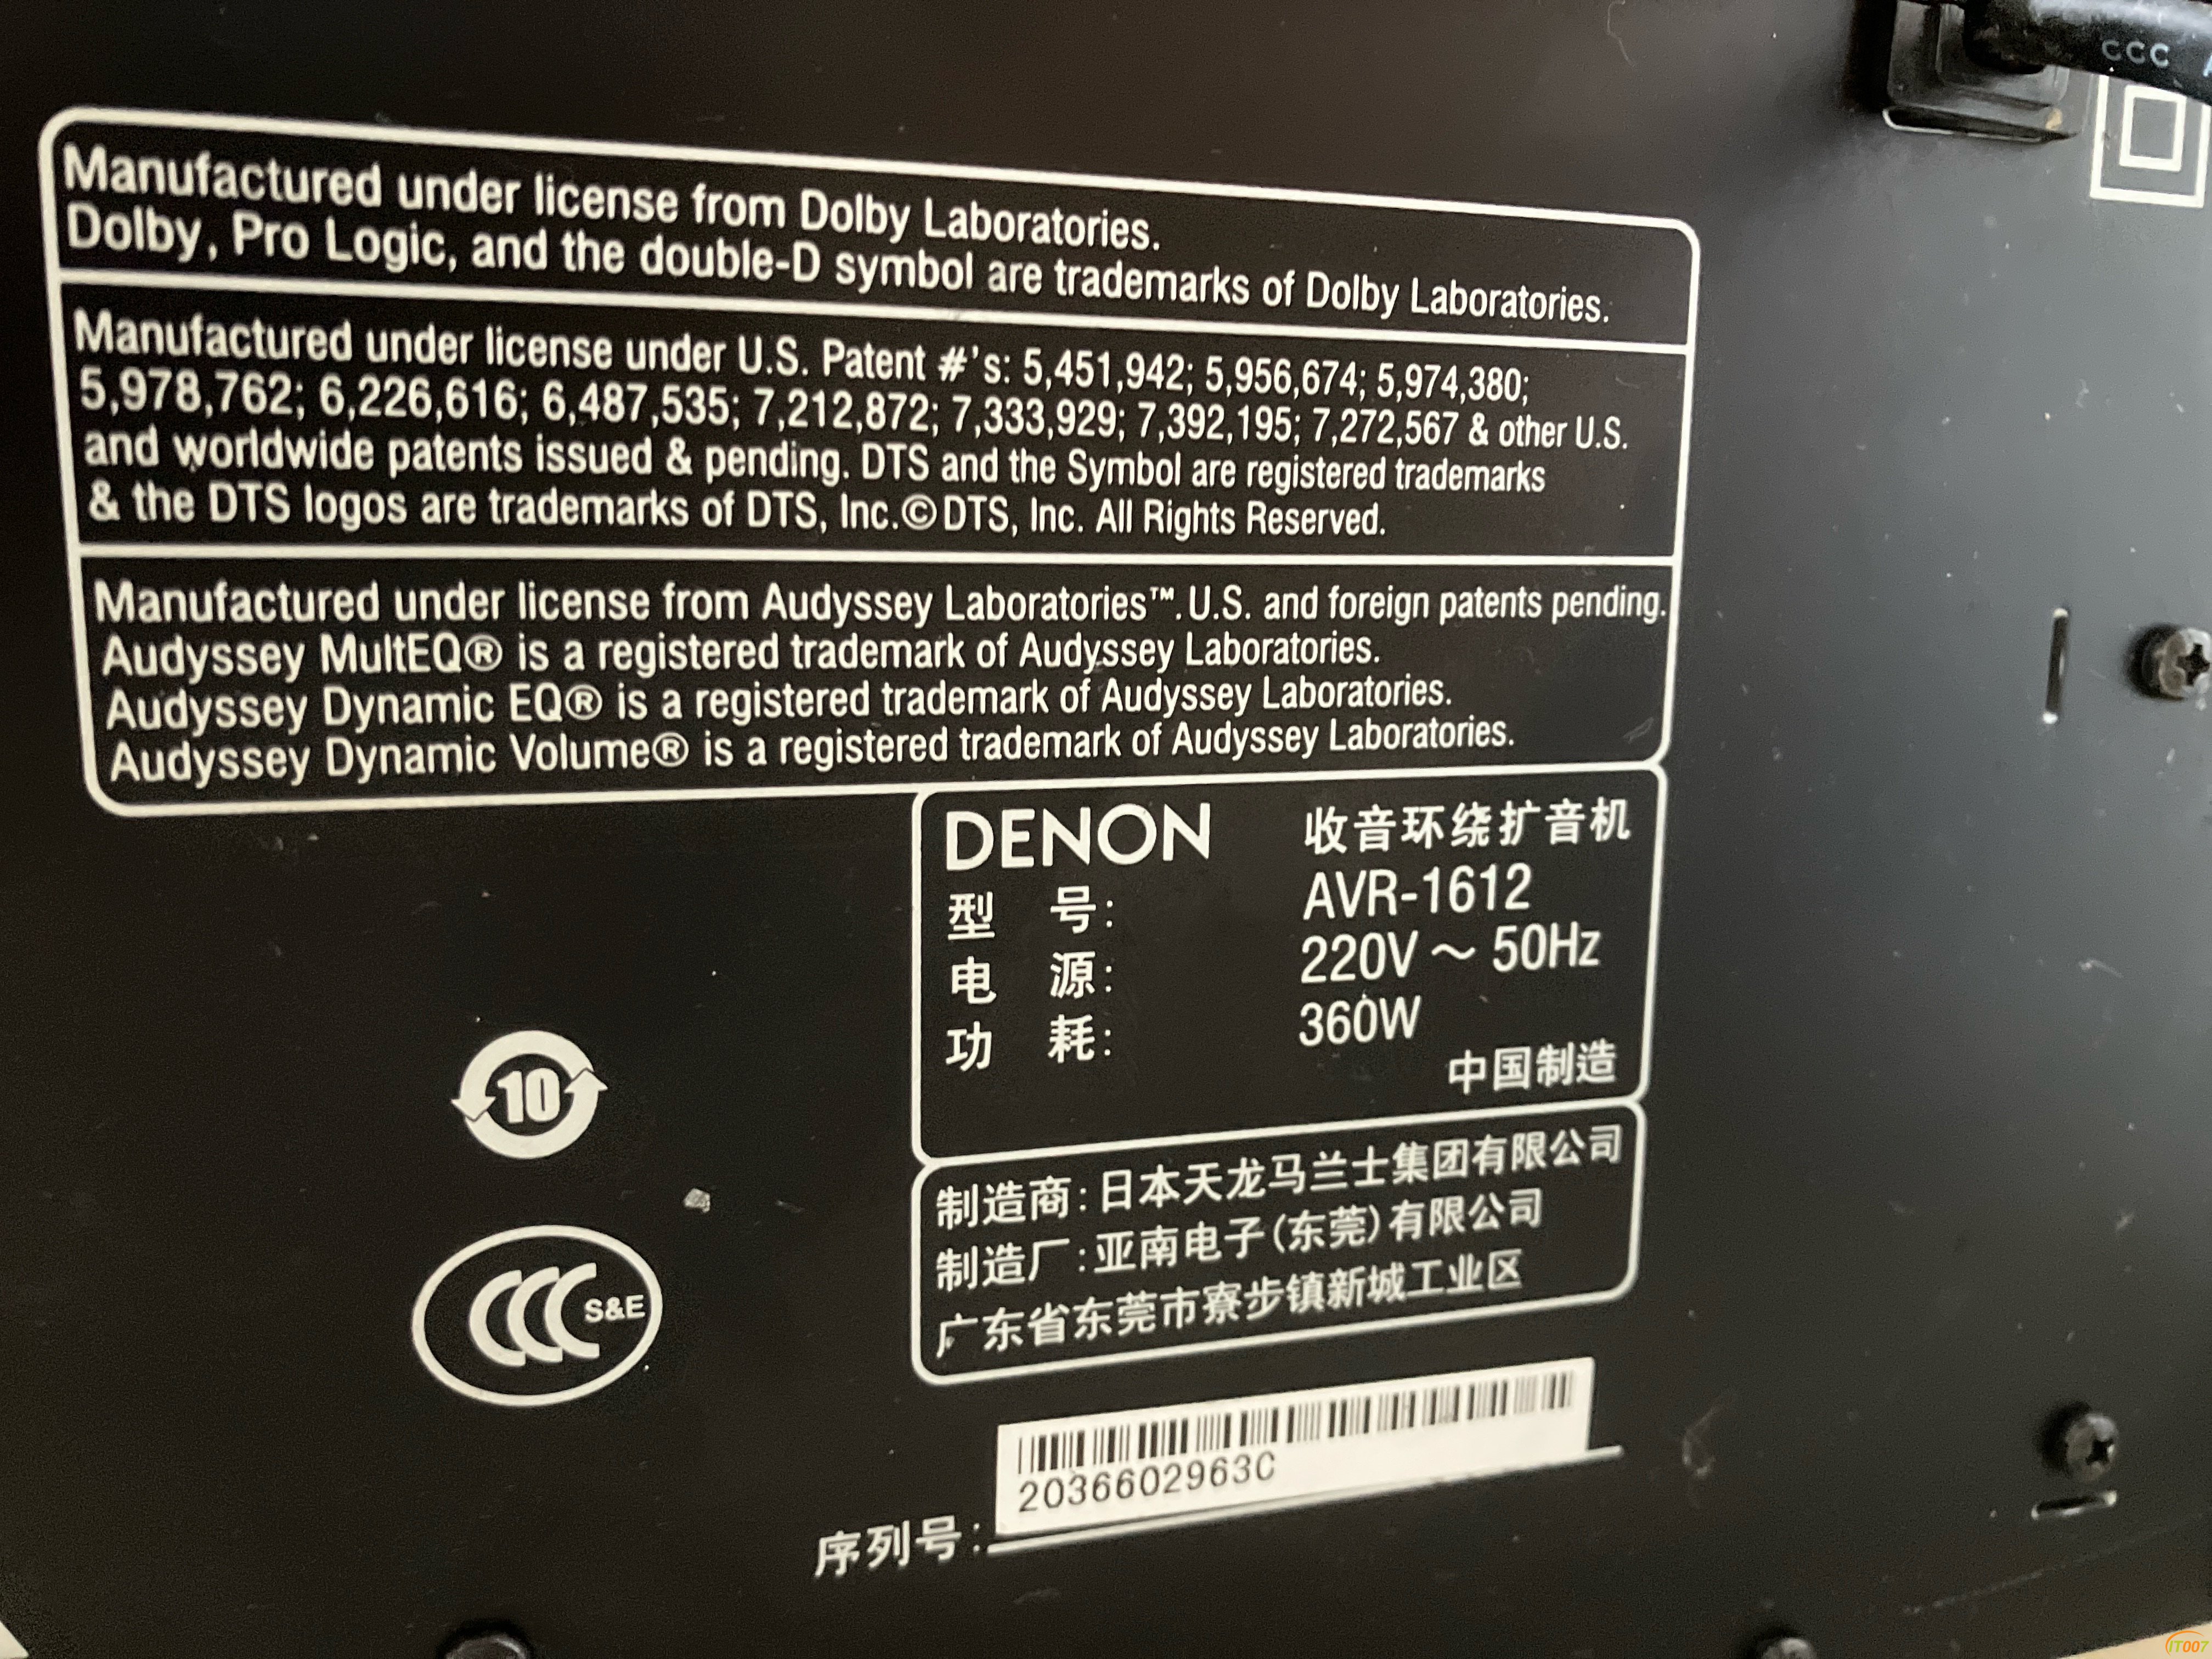 CCC
Manufactured under license from Dolby Laboratories.
Dolby, Pro Logic, and the double-D symbol are trademarks of Dolby Laboratories.
Manufactured under license under U.S. Patent #'s: 5,451,942; 5,956,674; 5,974,380;
5,978,762; 6,226,616; 6,487,535; 7,212,872; 7,333,929; 7,392,195; 7,272,567 & other U.S.
and worldwide patents issued & pending. DTS and the Symbol are registered trademarks
& the DTS logos are trademarks of DTS, Inc.©DTS, Inc. All Rights Reserved.
Manufactured under license from Audyssey Laboratories™.U.S. and foreign patents pending.
Audyssey MultEQ® is a registered trademark of Audyssey Laboratories.
Audyssey Dynamic EQ® is a registered trademark of Audyssey Laboratories.
Audyssey Dynamic Volume® is a registered trademark of Audyssey Laboratories.
DENON 收音环绕扩音机
型 号: AVR-1612
电 源: 220V ～ 50Hz
功 耗: 360W
中国制造
10
CCC S&E
制造商:日本天龙马兰士集团有限公司
制造厂:亚南电子(东莞)有限公司
广东省东莞市寮步镇新城工业区
2036602963C
序列号:
IT007